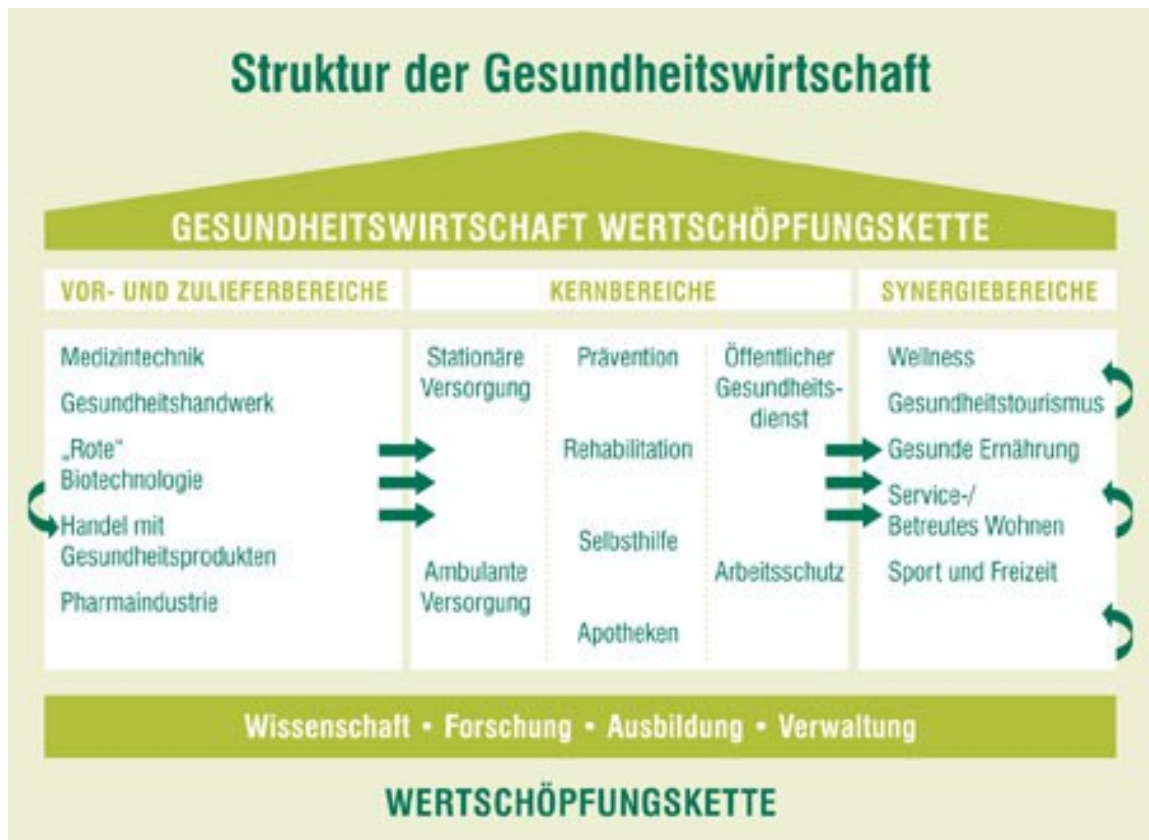 Struktur der Gesundheitswirtschaft
GESUNDHEITSWIRTSCHAFT WERTSCHÖPFUNGSKETTE
VOR- UND ZULIEFERBEREICHE
Medizintechnik
Gesundheitshandwerk
„Rote“
Biotechnologie
Handel mit
Gesundheitsprodukten
Pharmaindustrie
KERNBEREICHE
Stationäre
Versorgung
Ambulante
Versorgung
Prävention
Rehabilitation
Selbsthilfe
Apotheken
Öffentlicher
Gesundheits-
dienst
Arbeitsschutz
SYNERGIEBEREICHE
Wellness
Gesundheitstourismus
Gesunde Ernährung
Service-/
Betreutes Wohnen
Sport und Freizeit
Wissenschaft • Forschung • Ausbildung • Verwaltung
WERTSCHÖPFUNGSKETTE